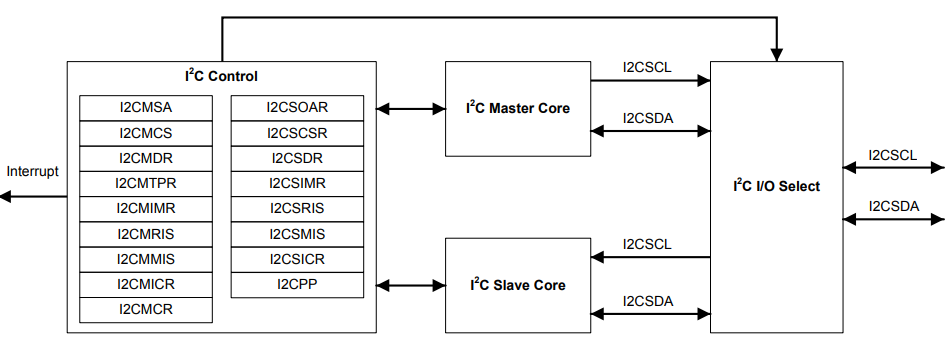 I²C Control
I2CMSA
I2CMCS
I2CMDR
I2CMTPR
I2CMIMR
I2CMRIS
I2CMMIS
I2CMICR
I2CMCR
I2CSOAR
I2CSCSR
I2CSDR
I2CSIMR
I2CSRIS
I2CSMIS
I2CSICR
I2CPP
Interrupt
I²C Master Core
I2CSCL
I2CSDA
I²C Slave Core
I2CSCL
I2CSDA
I²C I/O Select
I2CSCL
I2CSDA